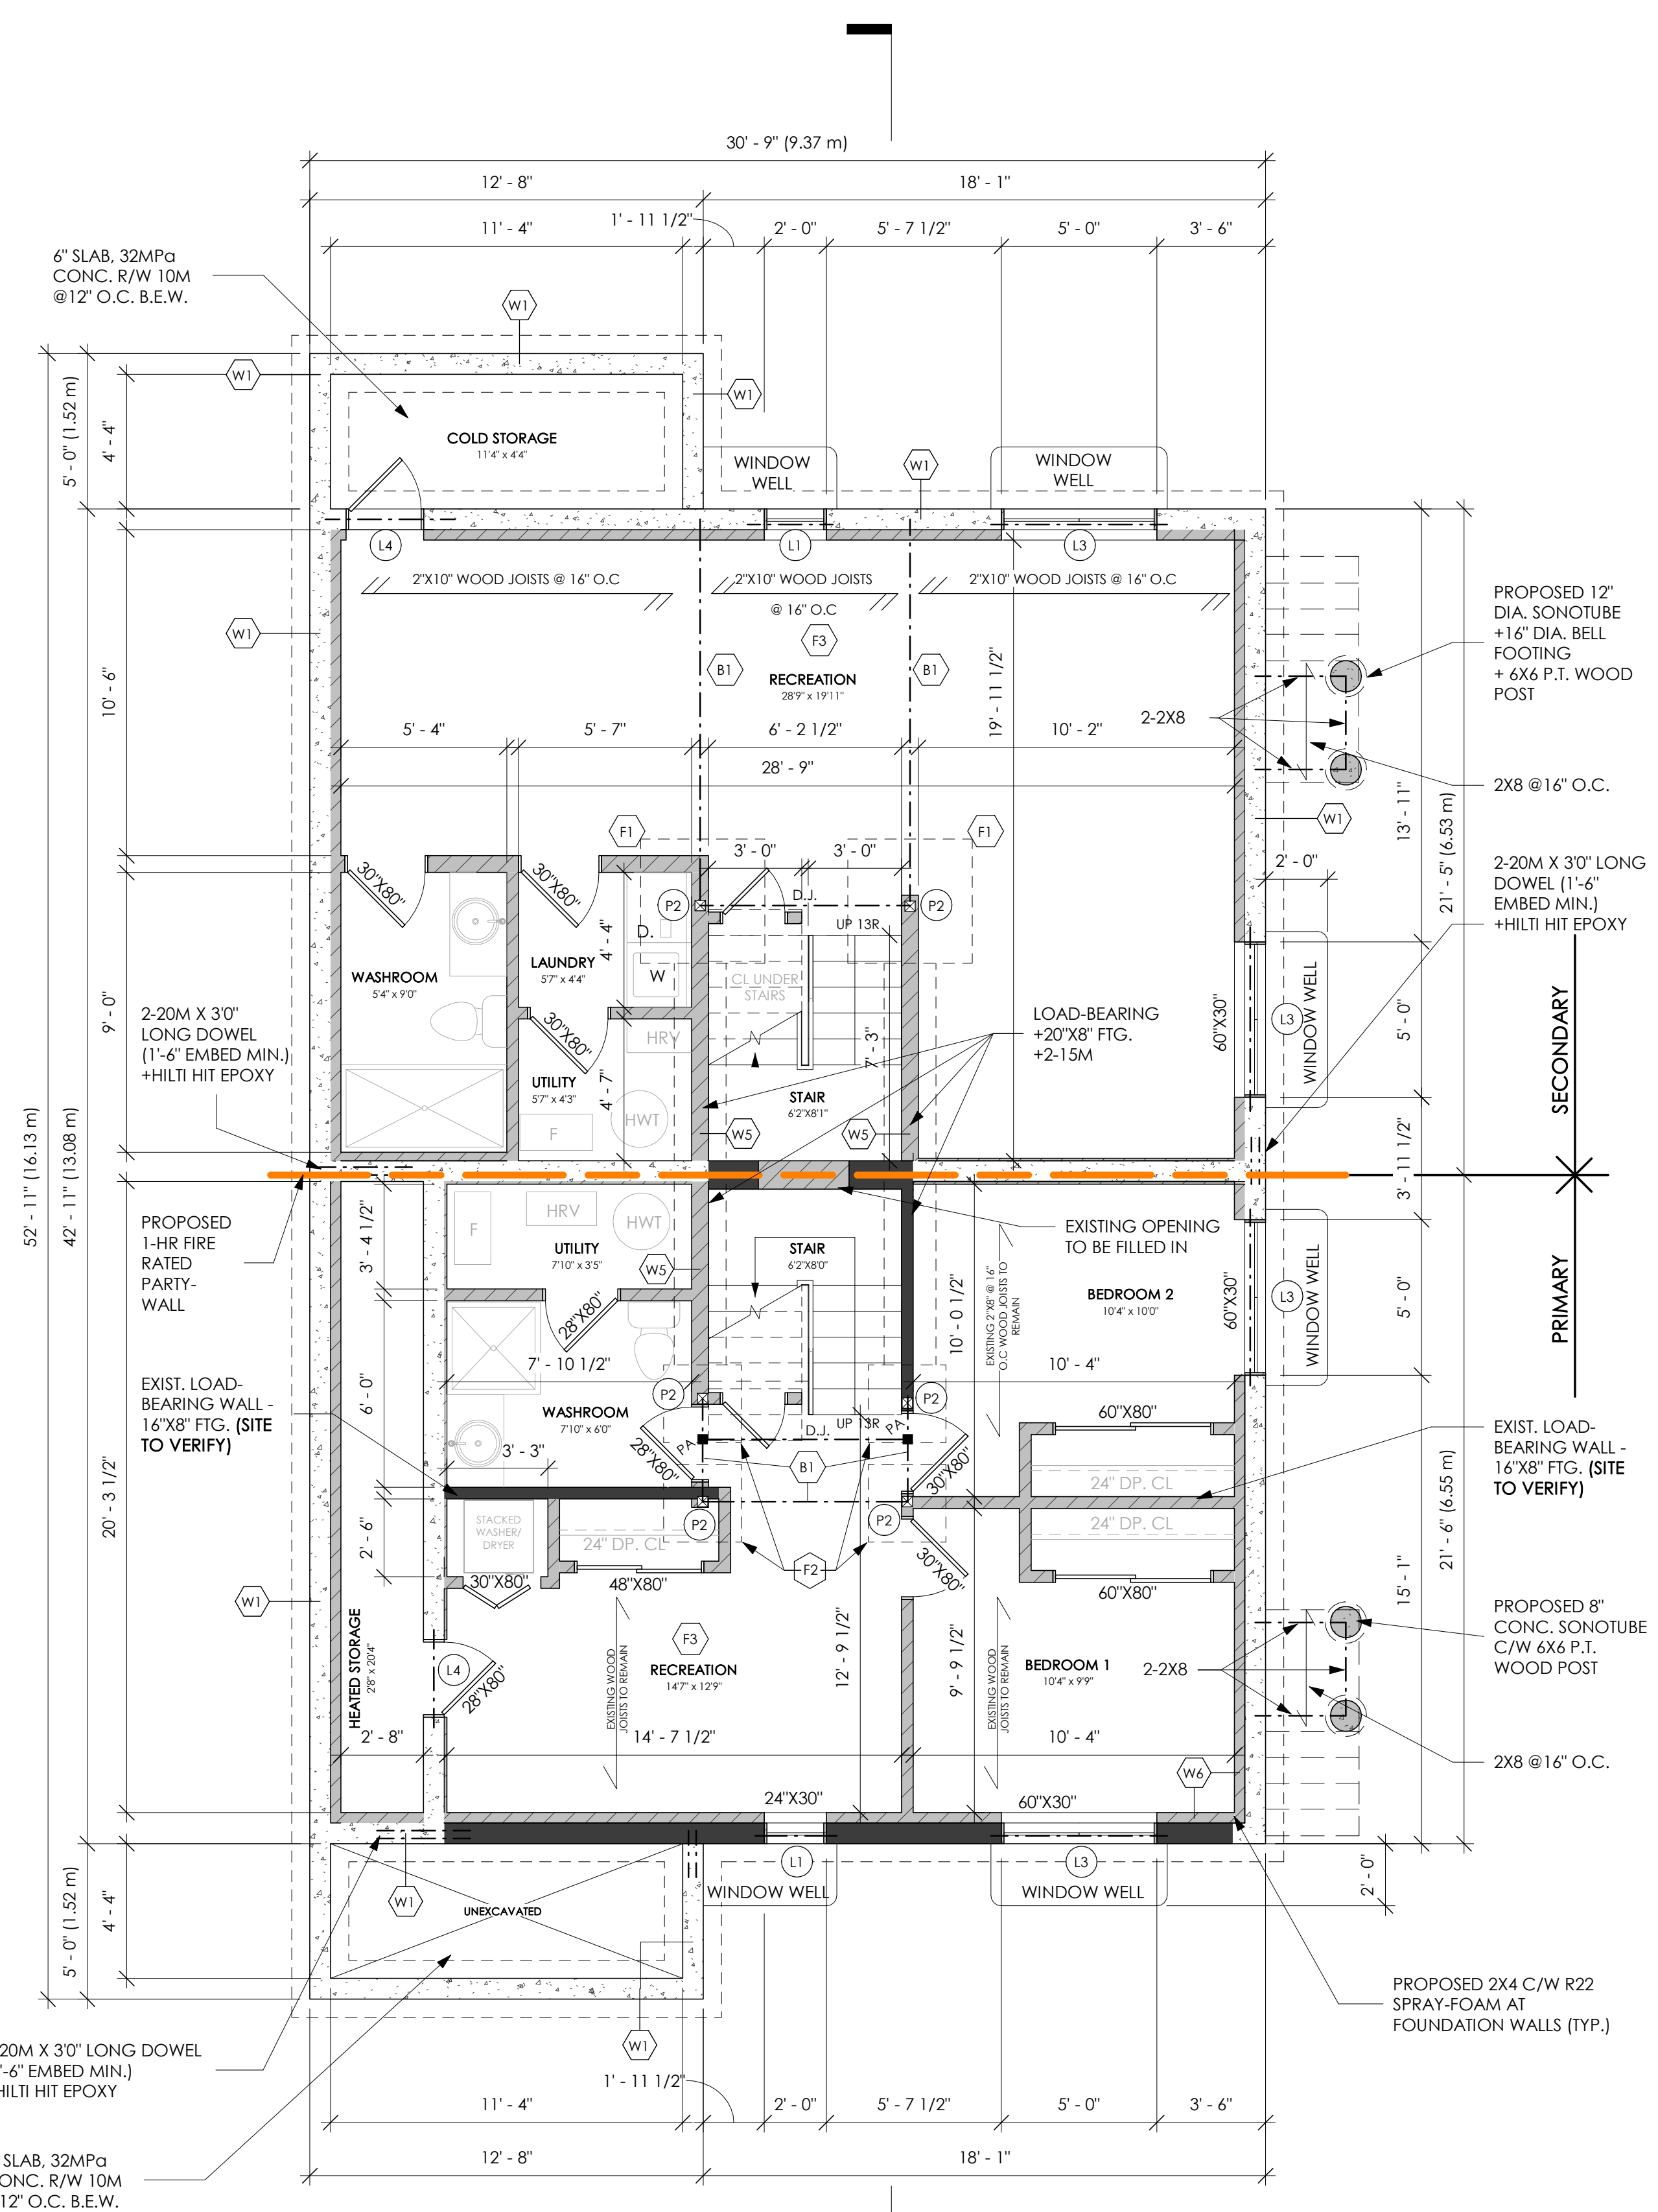 30' - 9" (9.37 m)
12' - 8"
18' - 1"
11' - 4"
1' - 11 1/2"
2' - 0"
5' - 7 1/2"
5' - 0"
3' - 6"
6" SLAB, 32MPa
CONC. R/W 10M
@12" O.C. B.E.W.
W1
W1
W1
5' - 0" (1.52 m)
4' - 4"
COLD STORAGE
11'4" x 4'4"
WINDOW
WELL
W1
WINDOW
WELL
L4
L1
L3
2"X10" WOOD JOISTS @ 16" O.C
2"X10" WOOD JOISTS
@ 16" O.C
2"X10" WOOD JOISTS @ 16" O.C
W1
F3
B1
B1
RECREATION
28'9" x 19'11"
19' - 11 1/2"
10' - 6"
PROPOSED 12"
DIA. SONOTUBE
+16" DIA. BELL
FOOTING
+ 6X6 P.T. WOOD
POST
2-2X8
5' - 4"
5' - 7"
6' - 2 1/2"
10' - 2"
28' - 9"
2X8 @16" O.C.
W1
13' - 11"
21' - 5" (6.53 m)
F1
F1
3' - 0"
3' - 0"
2' - 0"
2-20M X 3'0" LONG
DOWEL (1'-6"
EMBED MIN.)
+HILTI HIT EPOXY
30"X80"
30"X80"
D.J.
P2
P2
UP 13R
D.
4' - 4"
WASHROOM
5'4" x 9'0"
LAUNDRY
5'7" x 4'4"
W
CL UNDER
STAIRS
9' - 0"
2-20M X 3'0"
LONG DOWEL
(1'-6" EMBED MIN.)
+HILTI HIT EPOXY
30"X80"
HRV
7' - 3"
LOAD-BEARING
+20"X8" FTG.
+2-15M
60"X30"
L3
WINDOW WELL
5' - 0"
SECONDARY
UTILITY
5'7" x 4'3"
4' - 7"
HWT
F
STAIR
6'2"X8'1"
W5
W5
3' - 11 1/2"
52' - 11" (16.13 m)
42' - 11" (13.08 m)
PROPOSED
1-HR FIRE
RATED
PARTY-
WALL
3' - 4 1/2"
F
HRV
HWT
UTILITY
7'10" x 3'5"
W5
STAIR
6'2"X8'0"
EXISTING OPENING
TO BE FILLED IN
10' - 0 1/2"
EXISTING 2"X8" @ 16"
O.C WOOD JOISTS TO
REMAIN
BEDROOM 2
10'4" x 10'0"
60"X30"
L3
WINDOW WELL
5' - 0"
PRIMARY
28"X80"
7' - 10 1/2"
10' - 4"
EXIST. LOAD-
BEARING WALL -
16"X8" FTG. (SITE
TO VERIFY)
6' - 0"
P2
P2
WASHROOM
7'10" x 6'0"
3' - 3"
28"X80"
PA
D.J.
UP 13R
PA
30"X80"
B1
60"X80"
24" DP. CL
EXIST. LOAD-
BEARING WALL -
16"X8" FTG. (SITE
TO VERIFY)
20' - 3 1/2"
2' - 6"
STACKED
WASHER/
DRYER
24" DP. CL
P2
P2
24" DP. CL
30"X80"
48"X80"
F2
30"X80"
60"X80"
21' - 6" (6.55 m)
15' - 1"
W1
HEATED STORAGE
2'8" x 20'4"
L4
28"X80"
F3
RECREATION
14'7" x 12'9"
EXISTING WOOD
JOISTS TO REMAIN
12' - 9 1/2"
9' - 9 1/2"
EXISTING WOOD
JOISTS TO REMAIN
BEDROOM 1
10'4" x 9'9"
2-2X8
PROPOSED 8"
CONC. SONOTUBE
C/W 6X6 P.T.
WOOD POST
2' - 8"
14' - 7 1/2"
10' - 4"
W6
2X8 @16" O.C.
24"X30"
60"X30"
L1
L3
W1
WINDOW WELL
WINDOW WELL
2' - 0"
UNEXCAVATED
5' - 0" (1.52 m)
4' - 4"
PROPOSED 2X4 C/W R22
SPRAY-FOAM AT
FOUNDATION WALLS (TYP.)
W1
20M X 3'0" LONG DOWEL
'-6" EMBED MIN.)
HILTI HIT EPOXY
1' - 11 1/2"
11' - 4"
2' - 0"
5' - 7 1/2"
5' - 0"
3' - 6"
12' - 8"
18' - 1"
SLAB, 32MPa
ONC. R/W 10M
12" O.C. B.E.W.